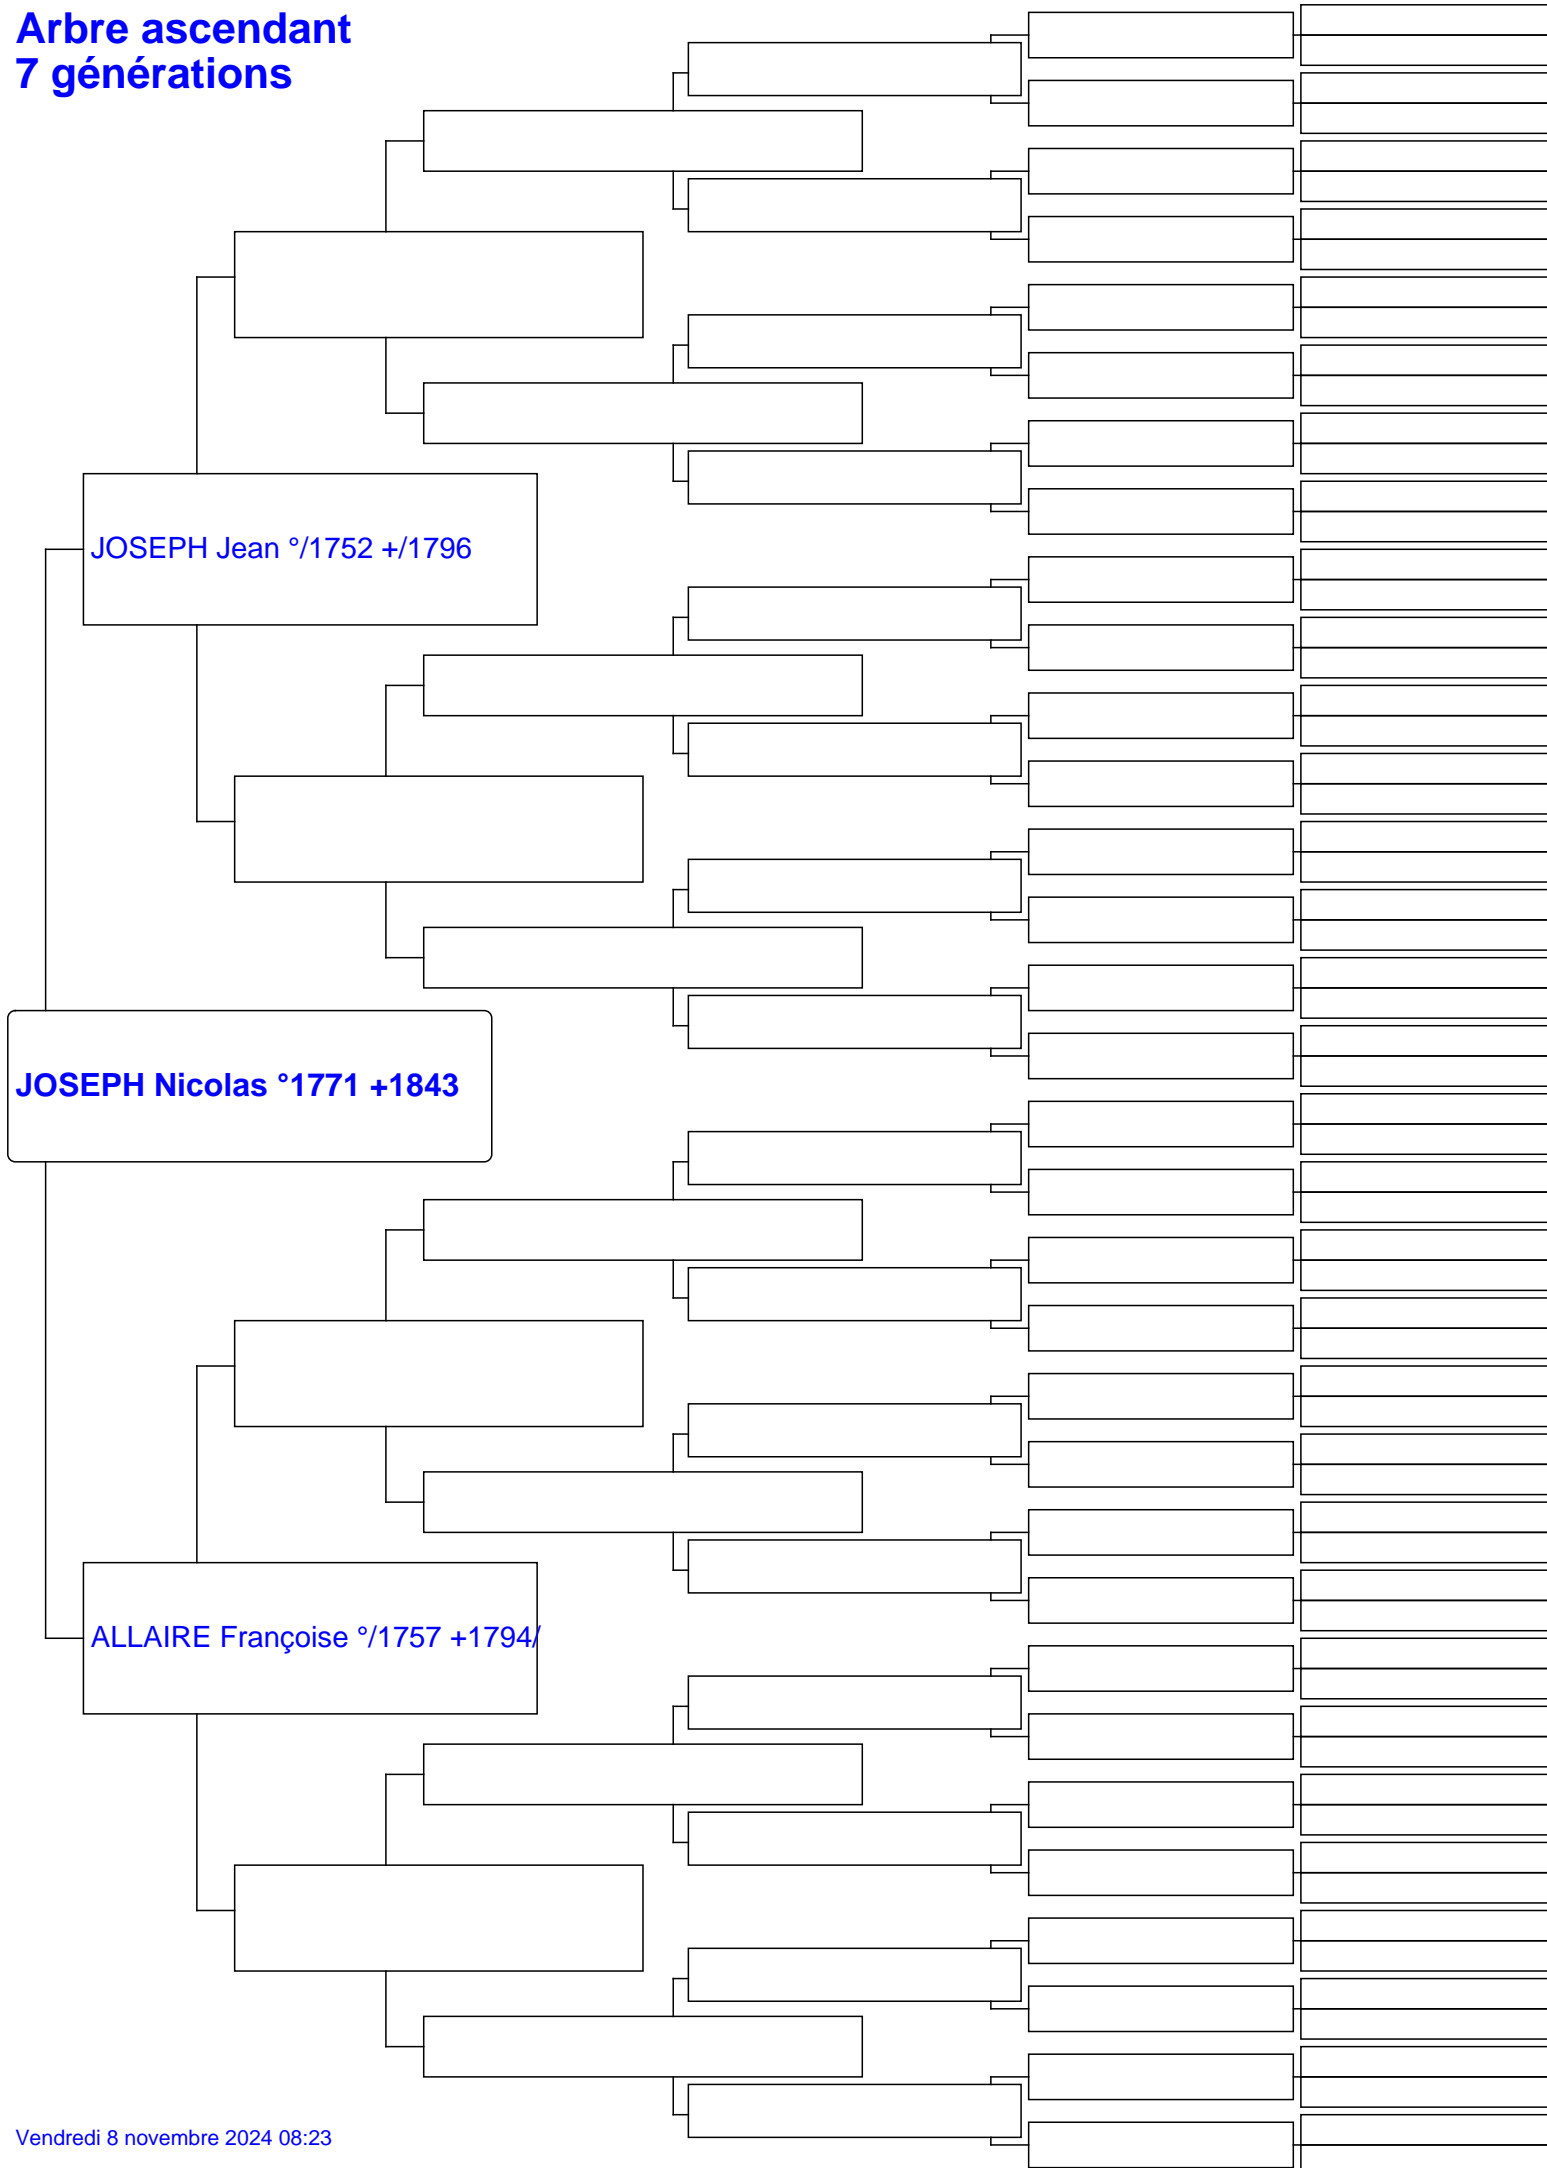 Arbre ascendant
7 générations
JOSEPH Jean °/1752 +/1796
JOSEPH Nicolas °1771 +1843
ALLAIRE Françoise °/1757 +1794/
Vendredi 8 novembre 2024 08:23